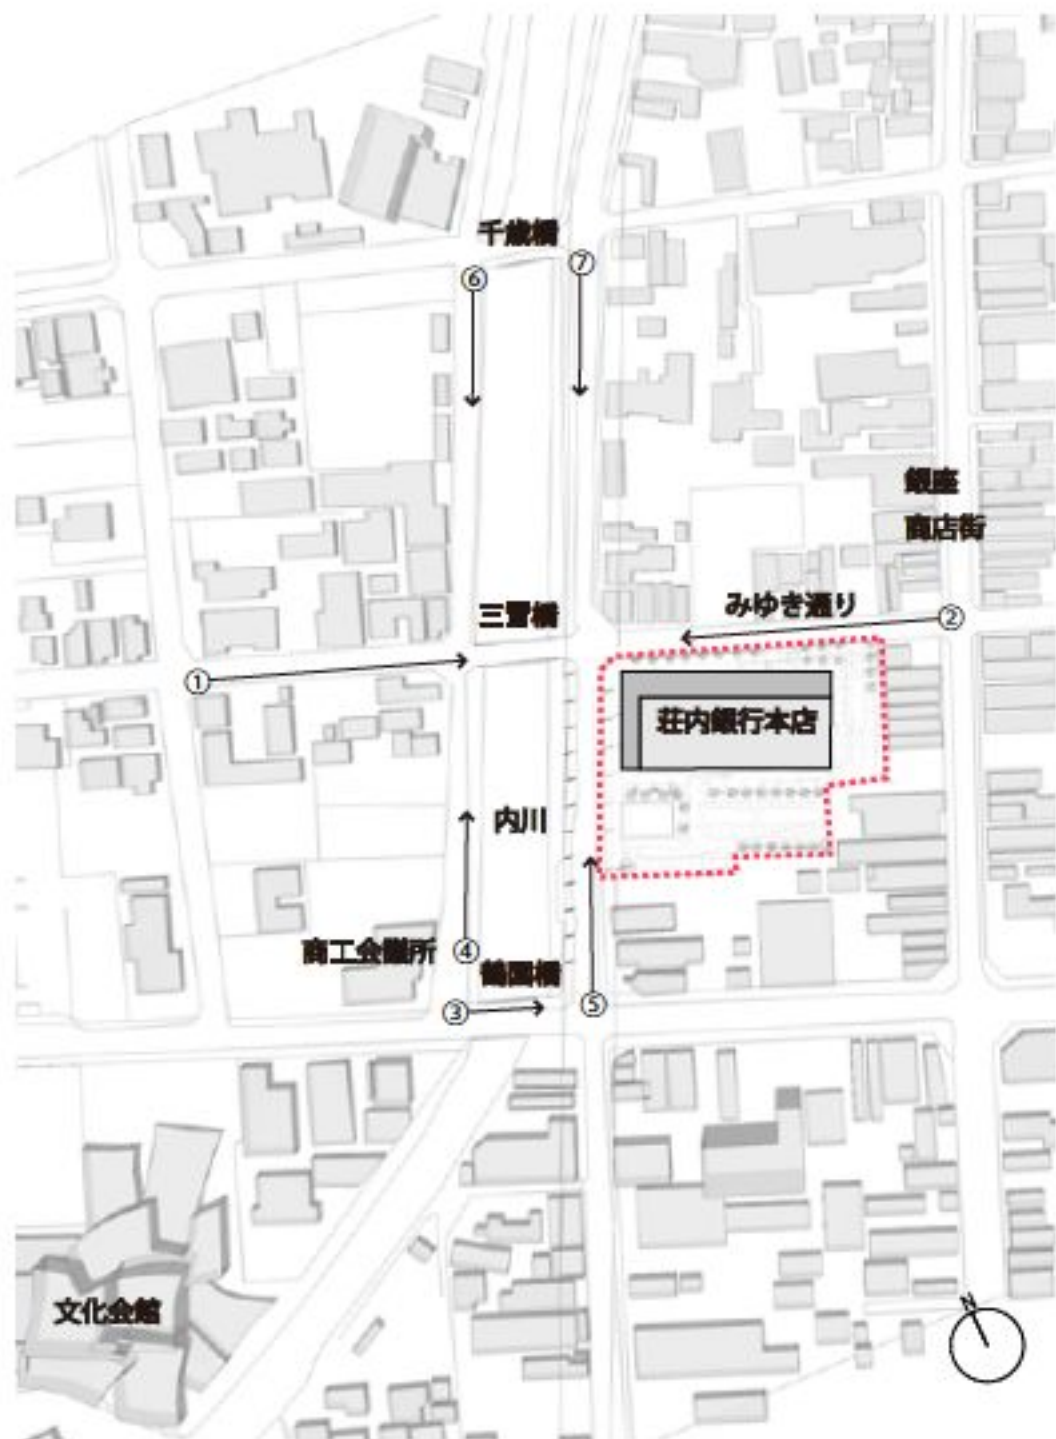 千歳橋
⑥
⑦
銀座
商店街
三雪橋
みゆき通り
②
①
荘内銀行本店
内川
商工会議所
④
鶴園橋
③
⑤
文化会館
N